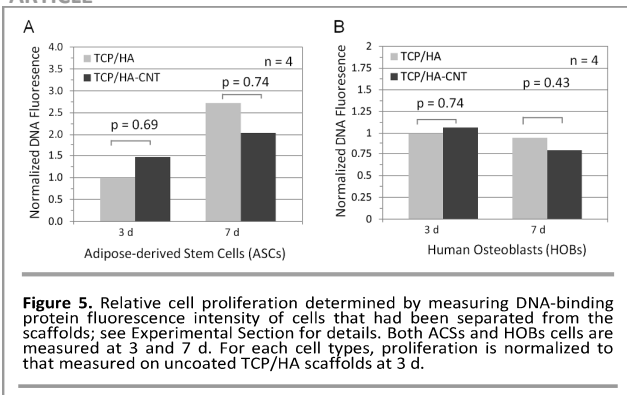 ARTICLE
A
B
Normalized DNA Fluoresence
4.0
3.5
3.0
2.5
2.0
1.5
1.0
0.5
0.0
TCP/HA
TCP/HA-CNT
n = 4
p = 0.69
p = 0.74
3 d
7 d
Adipose-derived Stem Cells (ASCs)
Normalized DNA Fluoresence
2
1.75
1.5
1.25
1
0.75
0.5
0.25
0
TCP/HA
TCP/HA-CNT
n = 4
p = 0.74
p = 0.43
3 d
7 d
Human Osteoblasts (HOBs)
Figure 5. Relative cell proliferation determined by measuring DNA-binding
protein fluorescence intensity of cells that had been separated from the
scaffolds; see Experimental Section for details. Both ACSs and HOBs cells are
measured at 3 and 7 d. For each cell types, proliferation is normalized to
that measured on uncoated TCP/HA scaffolds at 3 d.